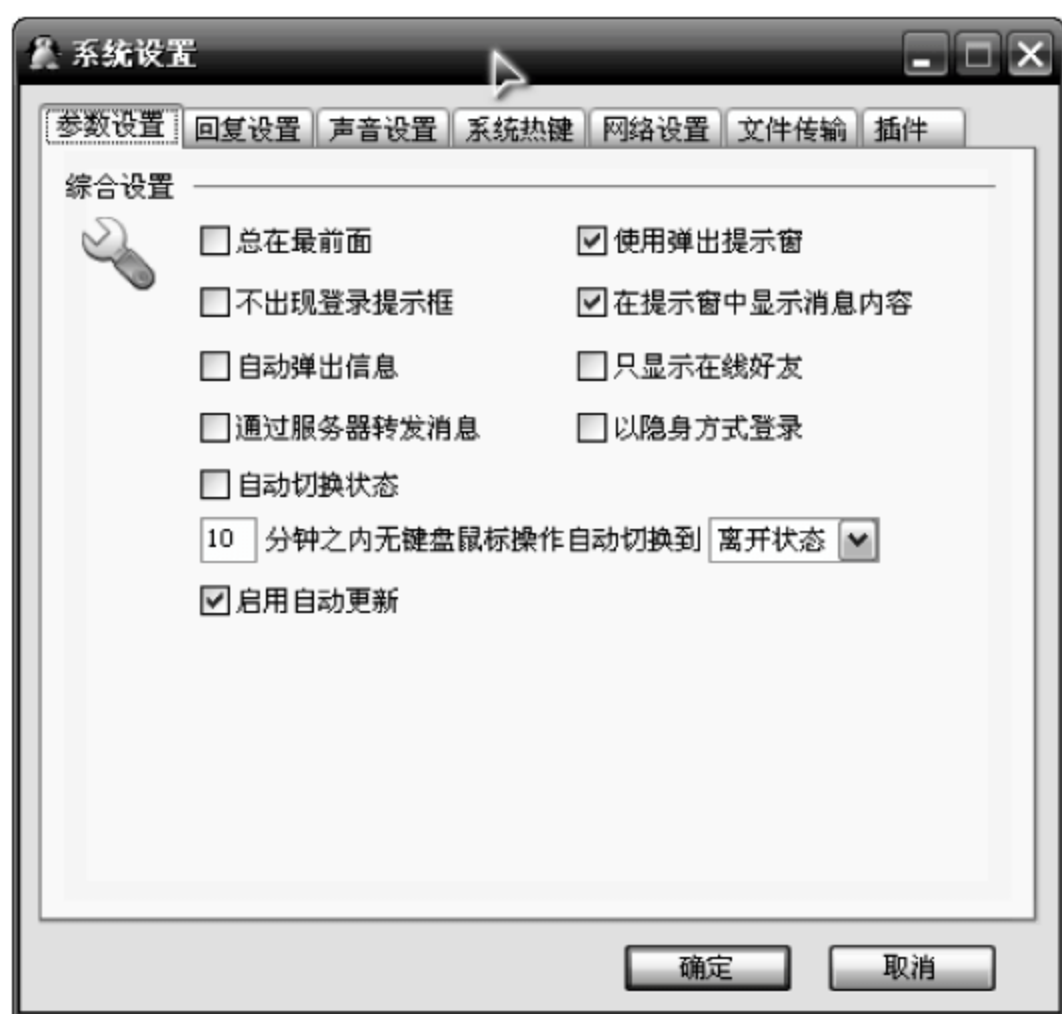 系统设置
参数设置 回复设置 声音设置 系统热键 网络设置 文件传输 插件
综合设置
总在最前面 使用弹出提示窗
不出现登录提示框 在提示窗中显示消息内容
自动弹出信息 只显示在线好友
通过服务器转发消息 以隐身方式登录
自动切换状态
10 分钟之内无键盘鼠标操作自动切换到 离开状态
启用自动更新
确定 取消